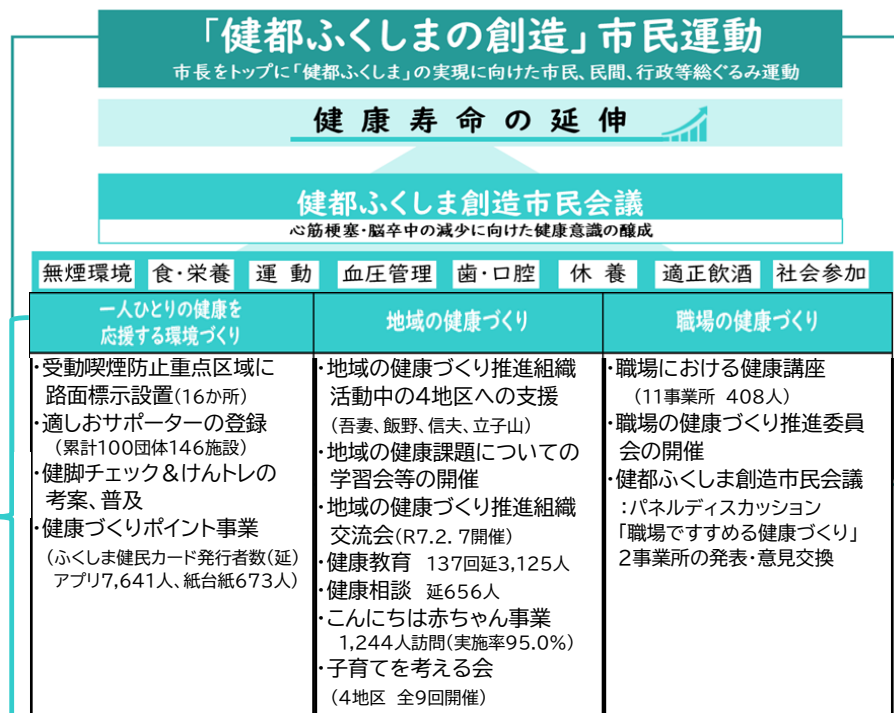 「健都ふくしまの創造」市民運動
市長をトップに「健都ふくしま」の実現に向けた市民、民間、行政等総ぐるみ運動
健康寿命の延伸
健都ふくしま創造市民会議
心筋梗塞・脳卒中の減少に向けた健康意識の醸成
無煙環境 食・栄養 運動 血圧管理 歯・口腔 休養 適正飲酒 社会参加
一人ひとりの健康を
応援する環境づくり
・受動喫煙防止重点区域に
路面標示設置(16か所)
・適しおサポーターの登録
(累計100団体146施設)
・健脚チェック&けんトレの
考案、普及
・健康づくりポイント事業
(ふくしま健民カード発行者数(延)
アプリ7,641人、紙台紙673人)
地域の健康づくり
・地域の健康づくり推進組織
活動中の4地区への支援
(吾妻、飯野、信夫、立子山)
・地域の健康課題についての
学習会等の開催
・地域の健康づくり推進組織
交流会(R7.2.7開催)
・健康教育 137回延3,125人
・健康相談 延656人
・こんにちは赤ちゃん事業
1,244人訪問(実施率95.0%)
・子育てを考える会
(4地区 全9回開催)
職場の健康づくり
・職場における健康講座
(11事業所 408人)
・職場の健康づくり推進委員
会の開催
・健都ふくしま創造市民会議
:パネルディスカッション
「職場ですすめる健康づくり」
2事業所の発表・意見交換